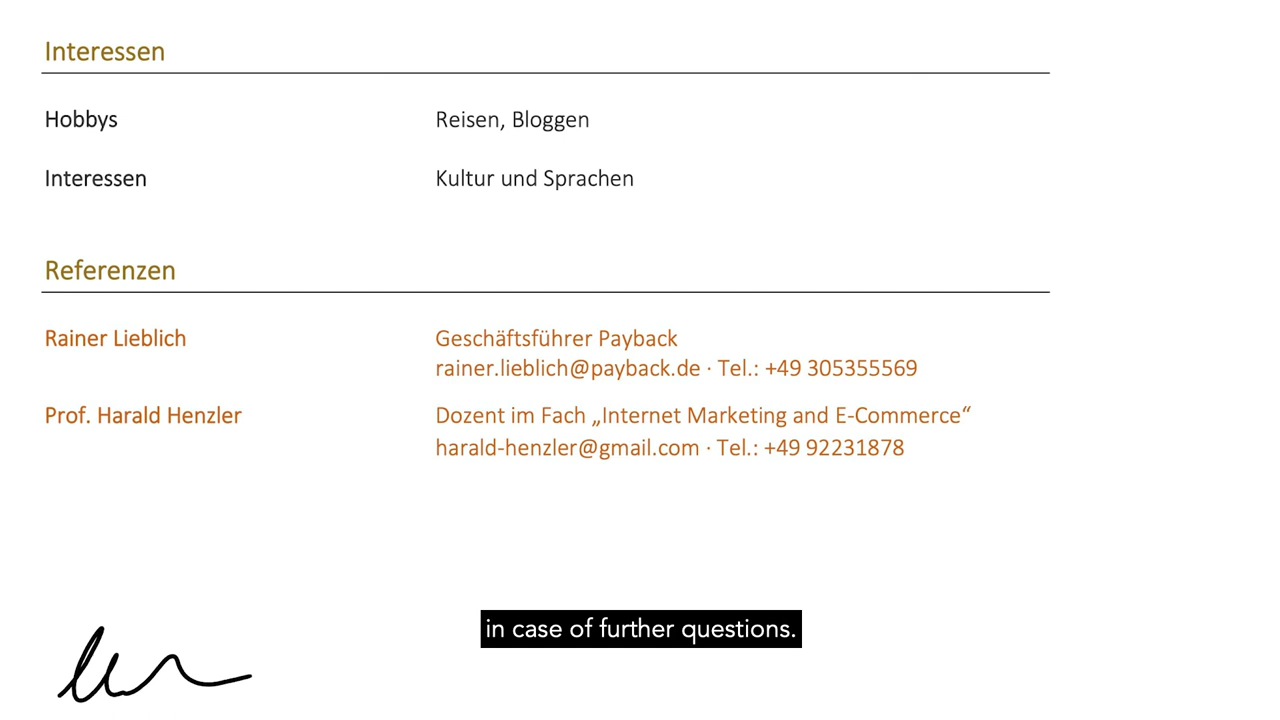 Interessen
Hobbys Reisen, Bloggen
Interessen Kultur und Sprachen
Referenzen
Rainer Lieblich Geschäftsführer Payback
rainer.lieblich@payback.de · Tel.: +49 305355569
Prof. Harald Henzler Dozent im Fach „Internet Marketing and E-Commerce“
harald-henzler@gmail.com · Tel.: +49 92231878
in case of further questions.